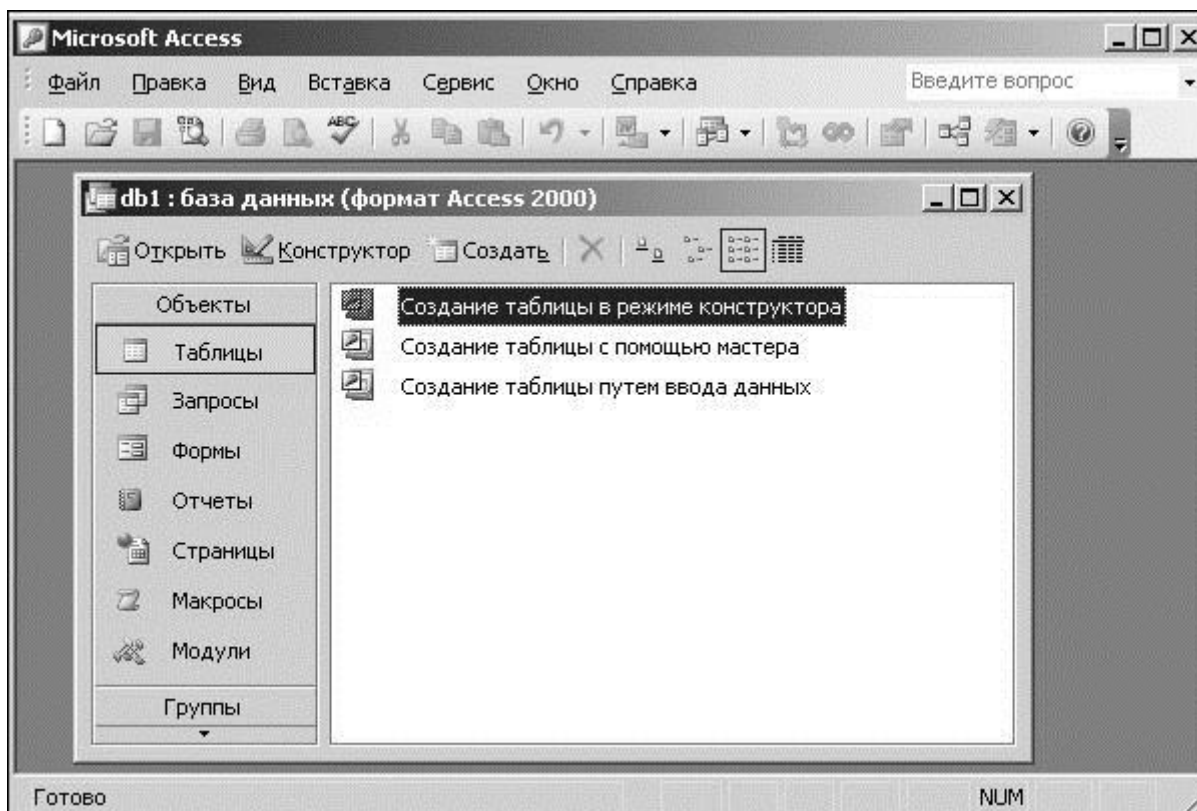 Microsoft Access
Файл Правка Вид Вставка Сервис Окно Справка Введите вопрос
ABC
db1 : база данных (формат Access 2000)
Открыть Конструктор Создать
Объекты
Таблицы
Запросы
Формы
Отчеты
Страницы
Макросы
Модули
Группы
Создание таблицы в режиме конструктора
Создание таблицы с помощью мастера
Создание таблицы путем ввода данных
Готово NUM